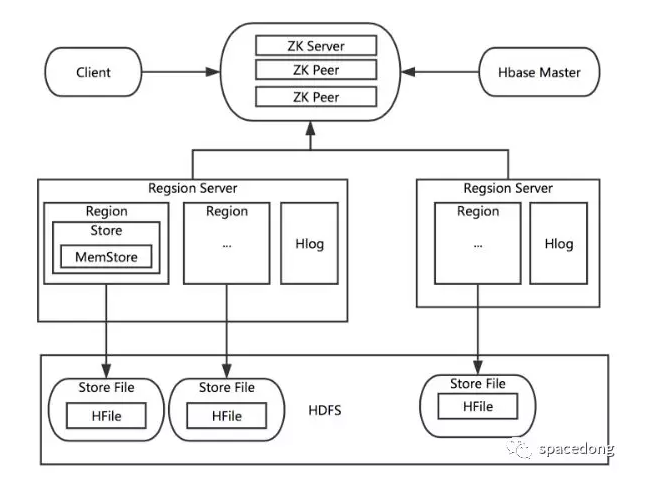 ZK Server
Client
ZK Peer
Hbase Master
ZK Peer
Regsion Server
Region
Store
MemStore
Region
...
Hlog
Regsion Server
Region
...
Hlog
Store File
HFile
Store File
HFile
HDFS
Store File
HFile
spacedong